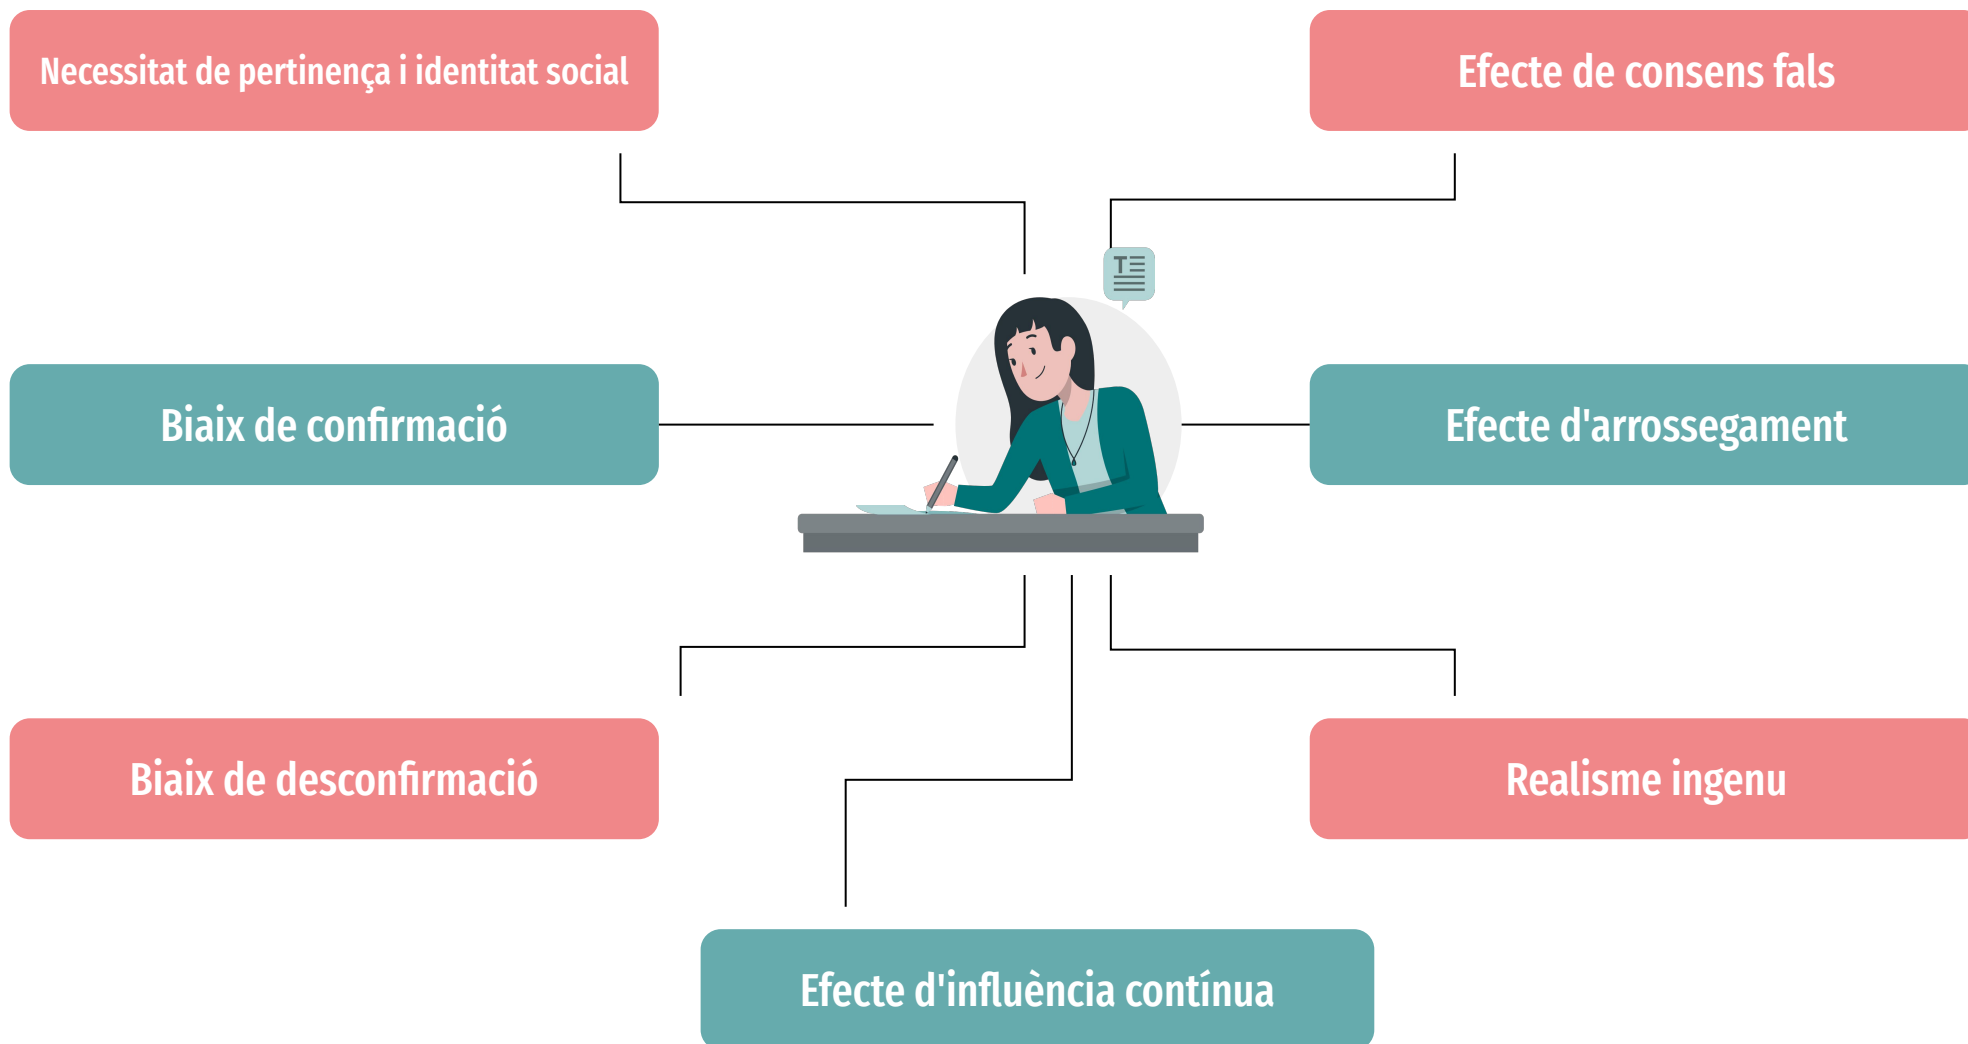 Necessitat de pertinença i identitat social
Efecte de consens fals
Biaix de confirmació
Efecte d'arrossegament
Biaix de desconfirmació
Realisme ingenu
Efecte d'influència contínua